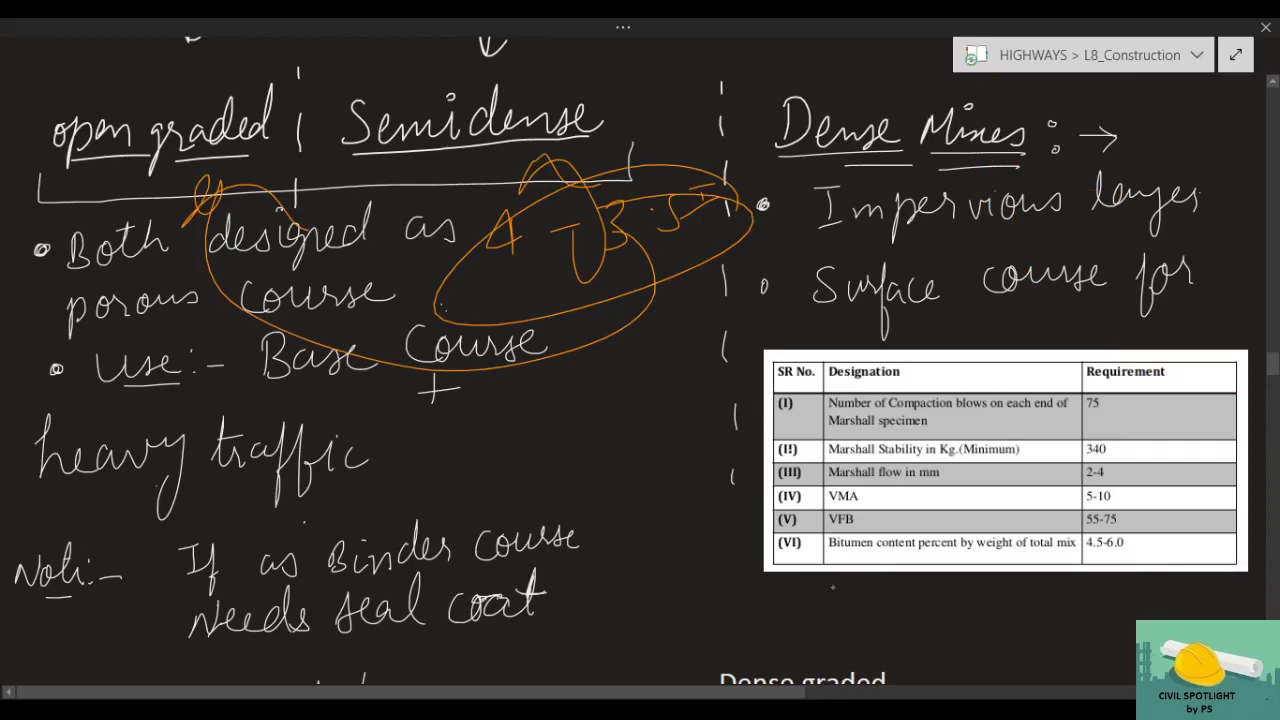 HIGHWAYS > L8_Construction
open graded Semidense
• Both designed as
porous course
• Use:- Base Course
+
heavy traffic
Note:- If as Binder course
Needs seal coat
4 3.5
Dense Mixes : →
• Impervious
• Surface course for
SR No. Designation Requirement
(I) Number of Compaction blows on each end of Marshall specimen 75
(II) Marshall Stability in Kg.(Minimum) 340
(III) Marshall flow in mm 2-4
(IV) VMA 5-10
(V) VFB 55-75
(VI) Bitumen content percent by weight of total mix 4.5-6.0
Dense graded
CIVIL SPOTLIGHT
by PS